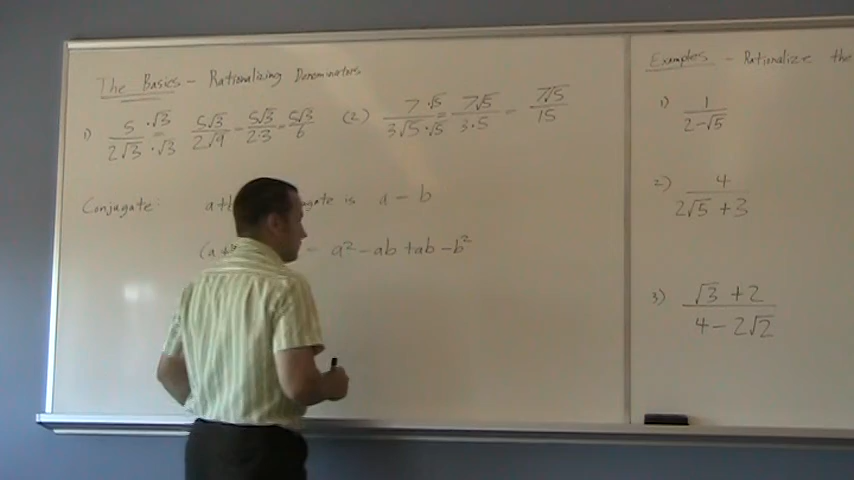 The Basics - Rationalizing Denominators
1) 5/2√3 ·√3/·√3 = 5√3/2√9 = 5√3/2·3 = 5√3/6
(2.) 7/3√5 ·√5/·√5 = 7√5/3·5 = 7√5/15
Conjugate: is a - b
= a² - ab + ab - b²
Examples - Rationalize the
1) 1/2-√5
2) 4/2√5 + 3
3) √3 + 2/4 - 2√2